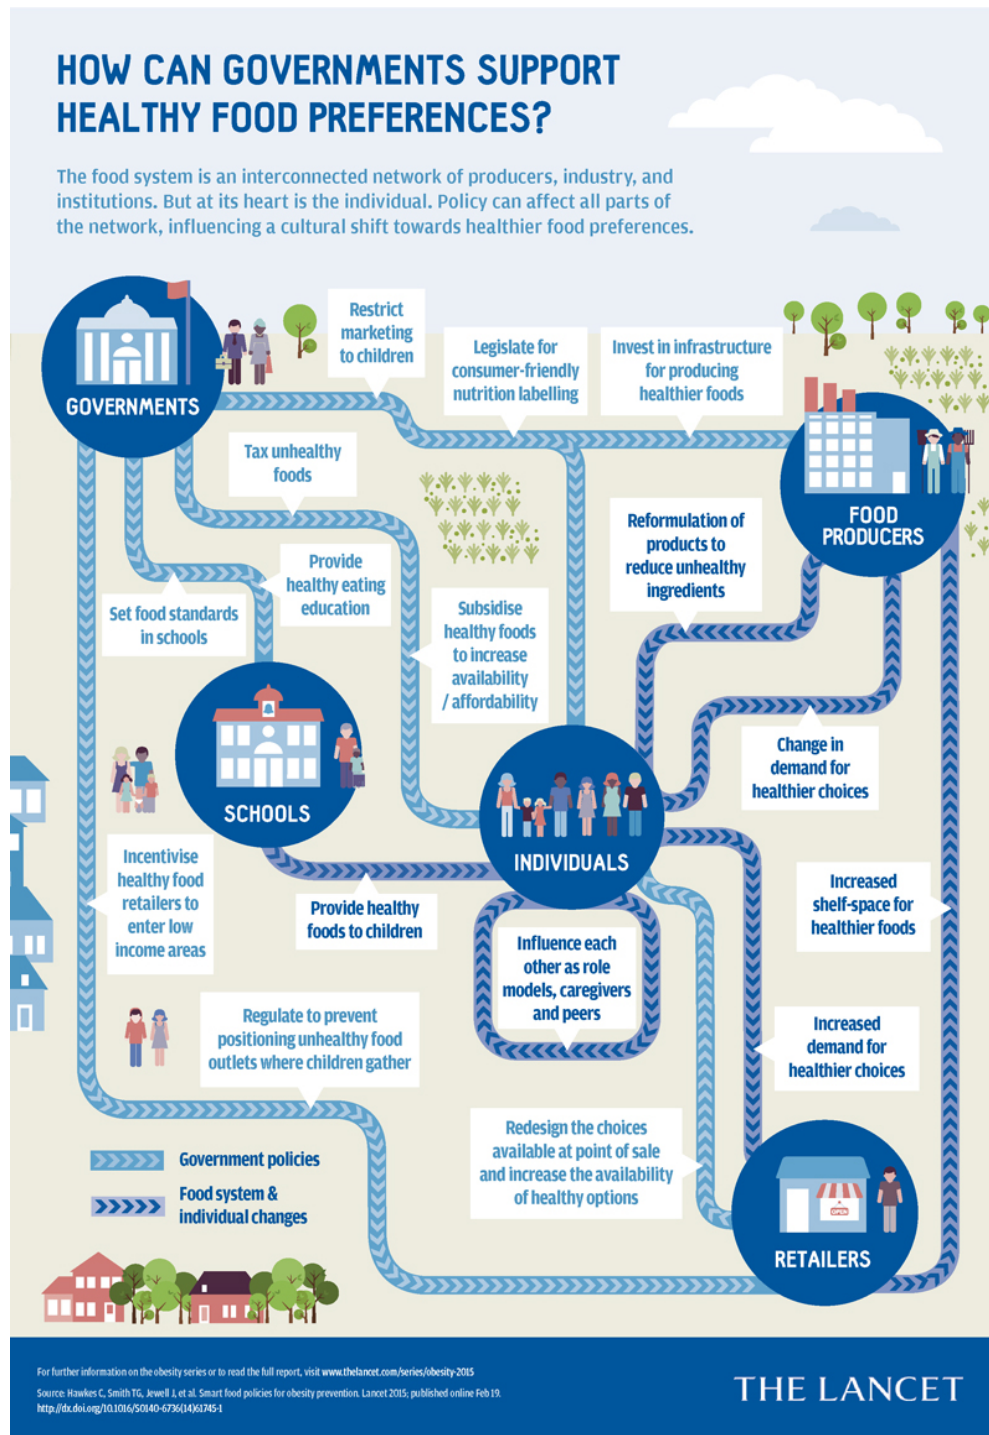 HOW CAN GOVERNMENTS SUPPORT
HEALTHY FOOD PREFERENCES?
The food system is an interconnected network of producers, industry, and
institutions. But at its heart is the individual. Policy can affect all parts of
the network, influencing a cultural shift towards healthier food preferences.
GOVERNMENTS
Restrict
marketing
to children
Legislate for
consumer-friendly
nutrition labelling
Invest in infrastructure
for producing
healthier foods
Tax unhealthy
foods
FOOD
PRODUCERS
Reformulation of
products to
reduce unhealthy
ingredients
Provide
healthy eating
education
Set food standards
in schools
Subsidise
healthy foods
to increase
availability
/ affordability
Change in
demand for
healthier choices
SCHOOLS
INDIVIDUALS
Incentivise
healthy food
retailers to
enter low
income areas
Provide healthy
foods to children
Increased
shelf-space for
healthier foods
Influence each
other as role
models, caregivers
and peers
Regulate to prevent
positioning unhealthy food
outlets where children gather
Increased
demand for
healthier choices
Redesign the choices
available at point of sale
and increase the availability
of healthy options
Government policies
Food system &
individual changes
OPEN
RETAILERS
For further information on the obesity series or to read the full report, visit www.thelancet.com/series/obesity-2015
Source: Hawkes C, Smith TG, Jewell J, et al. Smart food policies for obesity prevention. Lancet 2015; published online Feb 19.
http://dx.doi.org/10.1016/S0140-6736(14)61745-1
THE LANCET